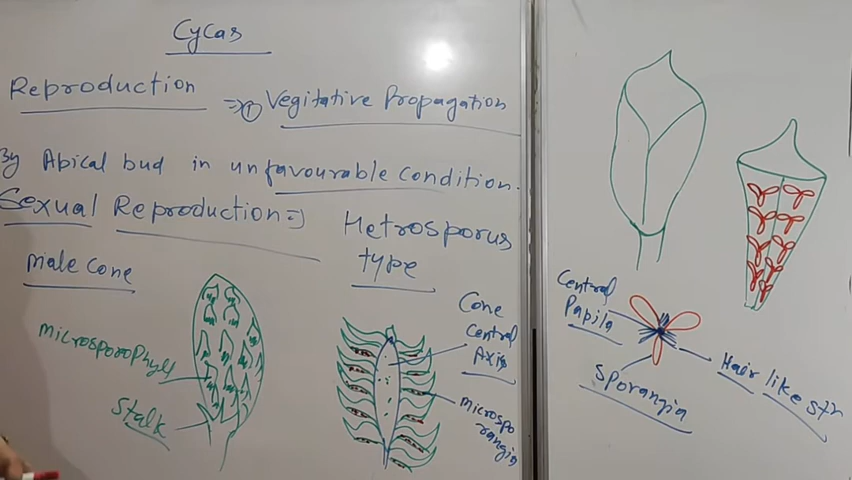 Cycas
Reproduction
=> ① Vegitative Propagation
By Apical bud in unfavourable condition.
Sexual Reproduction =>
Hetrosporus
type
male cone
microsporophyll
stalk
Cone
Central
Axis
microspo
rangia
Central
Papila
Sporangia
Hair like str